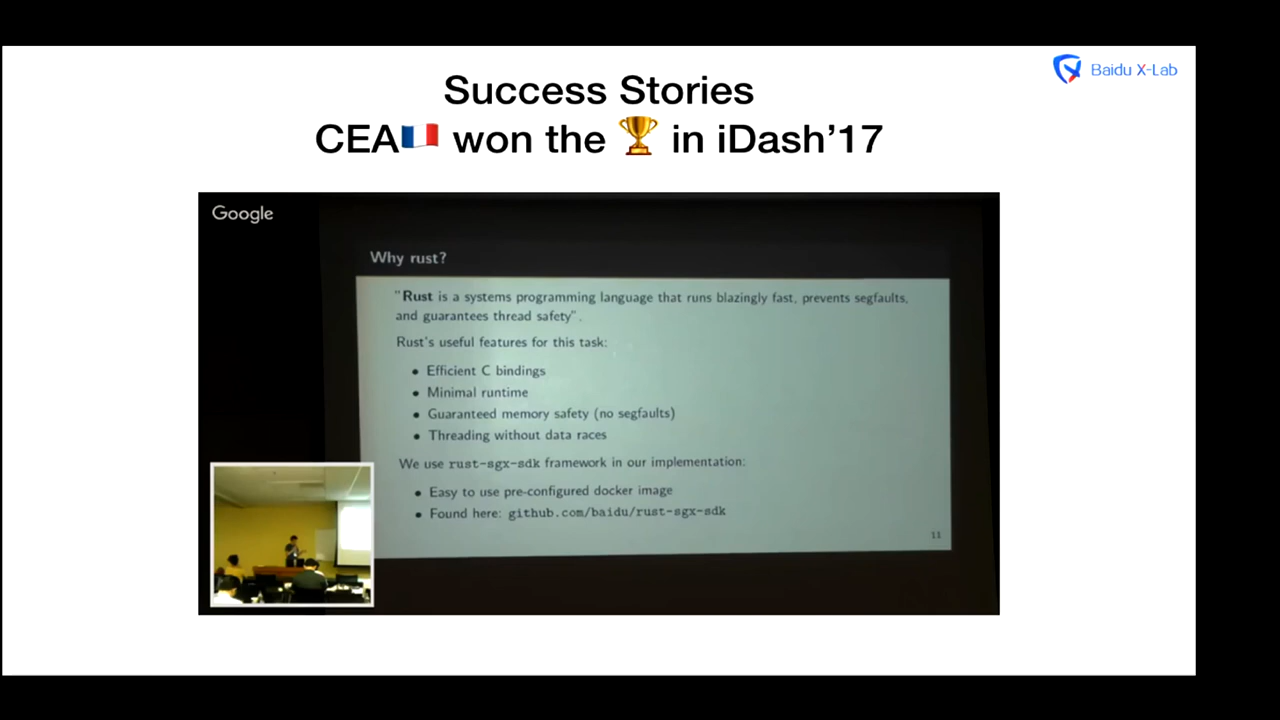 Baidu X-Lab
Success Stories
CEA🇫🇷 won the 🏆 in iDash’17
Google
Why rust?
"Rust is a systems programming language that runs blazingly fast, prevents segfaults,
and guarantees thread safety".
Rust's useful features for this task:
• Efficient C bindings
• Minimal runtime
• Guaranteed memory safety (no segfaults)
• Threading without data races
We use rust-sgx-sdk framework in our implementation:
• Easy to use pre-configured docker image
• Found here: github.com/baidu/rust-sgx-sdk
11